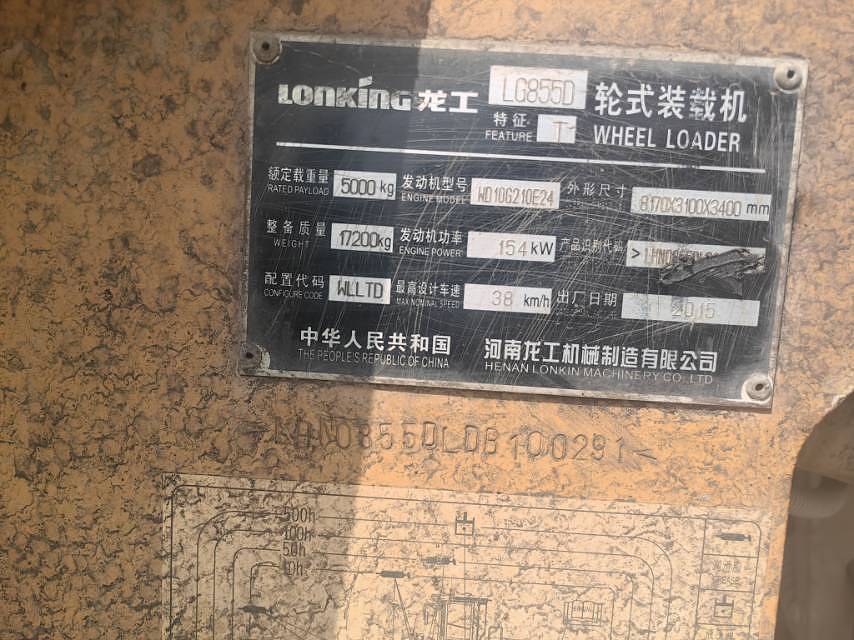 LONKING 龙工 LG855D 轮式装载机
特征 T1 WHEEL LOADER
FEATURE
额定载重量 5000 kg 发动机型号 WD10G210E24 外形尺寸 8170X3100X3400 mm
RATED PAYLOAD ENGINE MODEL
整备质量 17200kg 发动机功率 154 kW 产品识别代码
WEIGHT ENGINE POWER
配置代码 WLLTD 最高设计车速 38 km/h 出厂日期 2015
CONFIGURE CODE MAX NOMINAL SPEED
中华人民共和国 河南龙工机械制造有限公司
THE PEOPLE'S REPUBLIC OF CHINA HENAN LONKIN MACHINERY CO., LTD
LHN0855DLDB100291
500h
100h
50h
10h